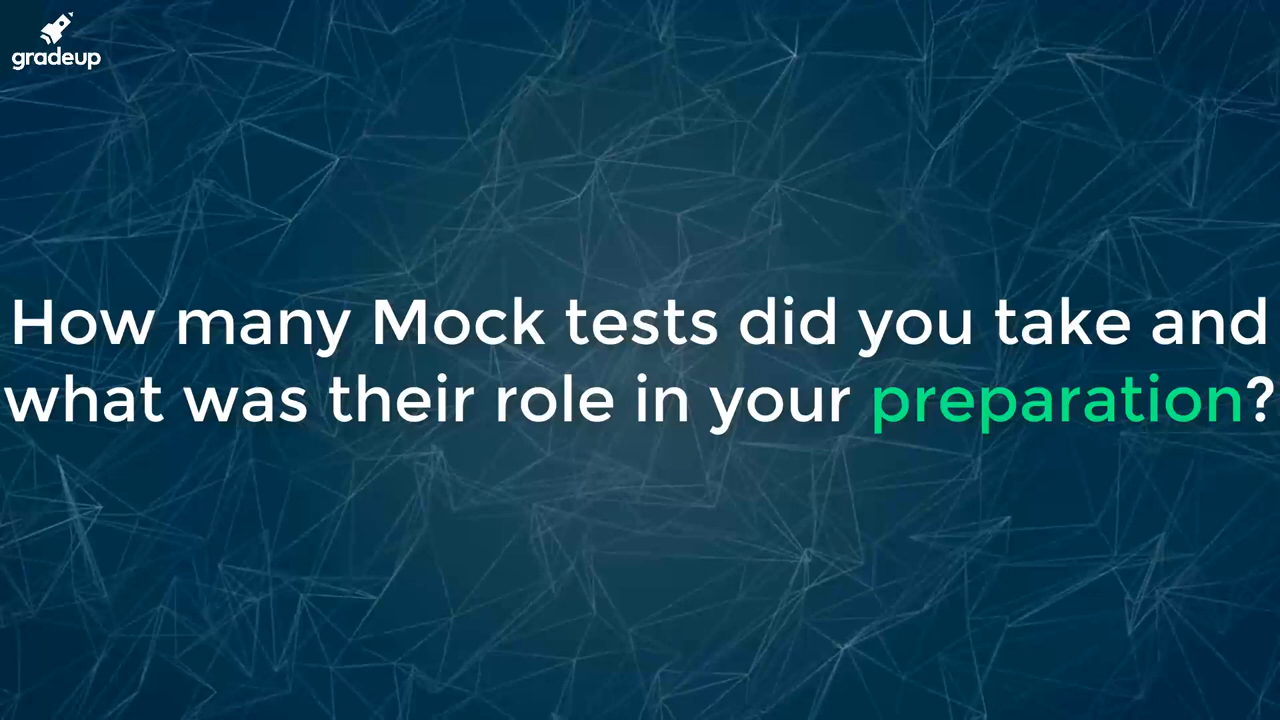 gradeup
How many Mock tests did you take and
what was their role in your preparation?